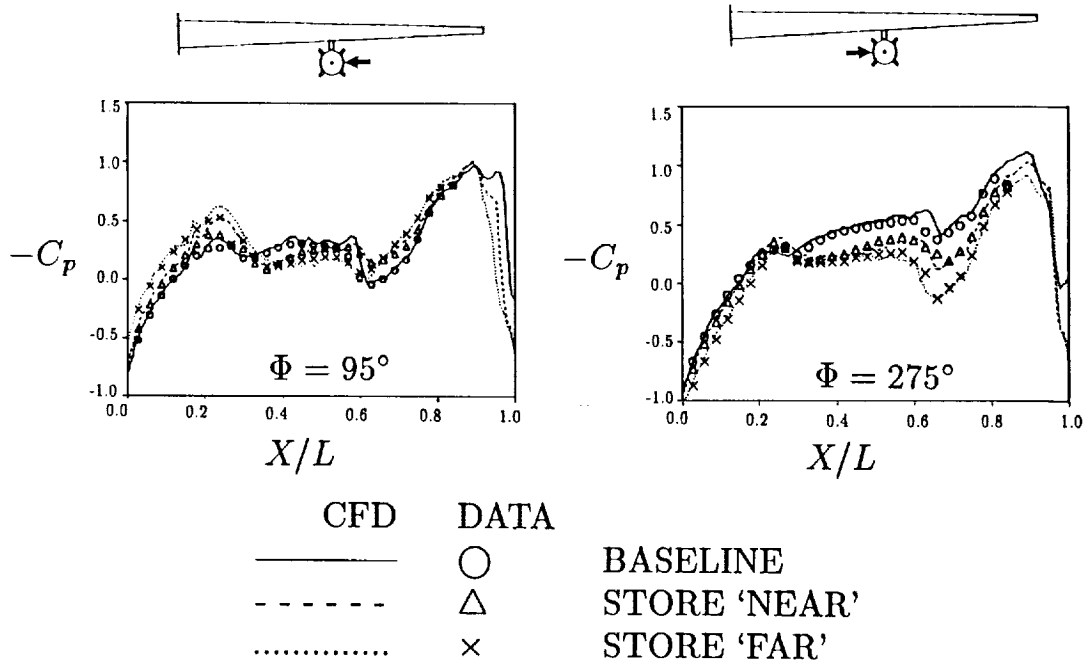 1.5
1.0
0.5
0.0
-0.5
-1.0
−C_p
Φ = 95°
0.0 0.2 0.4 0.6 0.8 1.0
X/L
1.5
1.0
0.5
0.0
-0.5
-1.0
−C_p
Φ = 275°
0.0 0.2 0.4 0.6 0.8 1.0
X/L
CFD DATA
BASELINE
STORE ‘NEAR’
STORE ‘FAR’